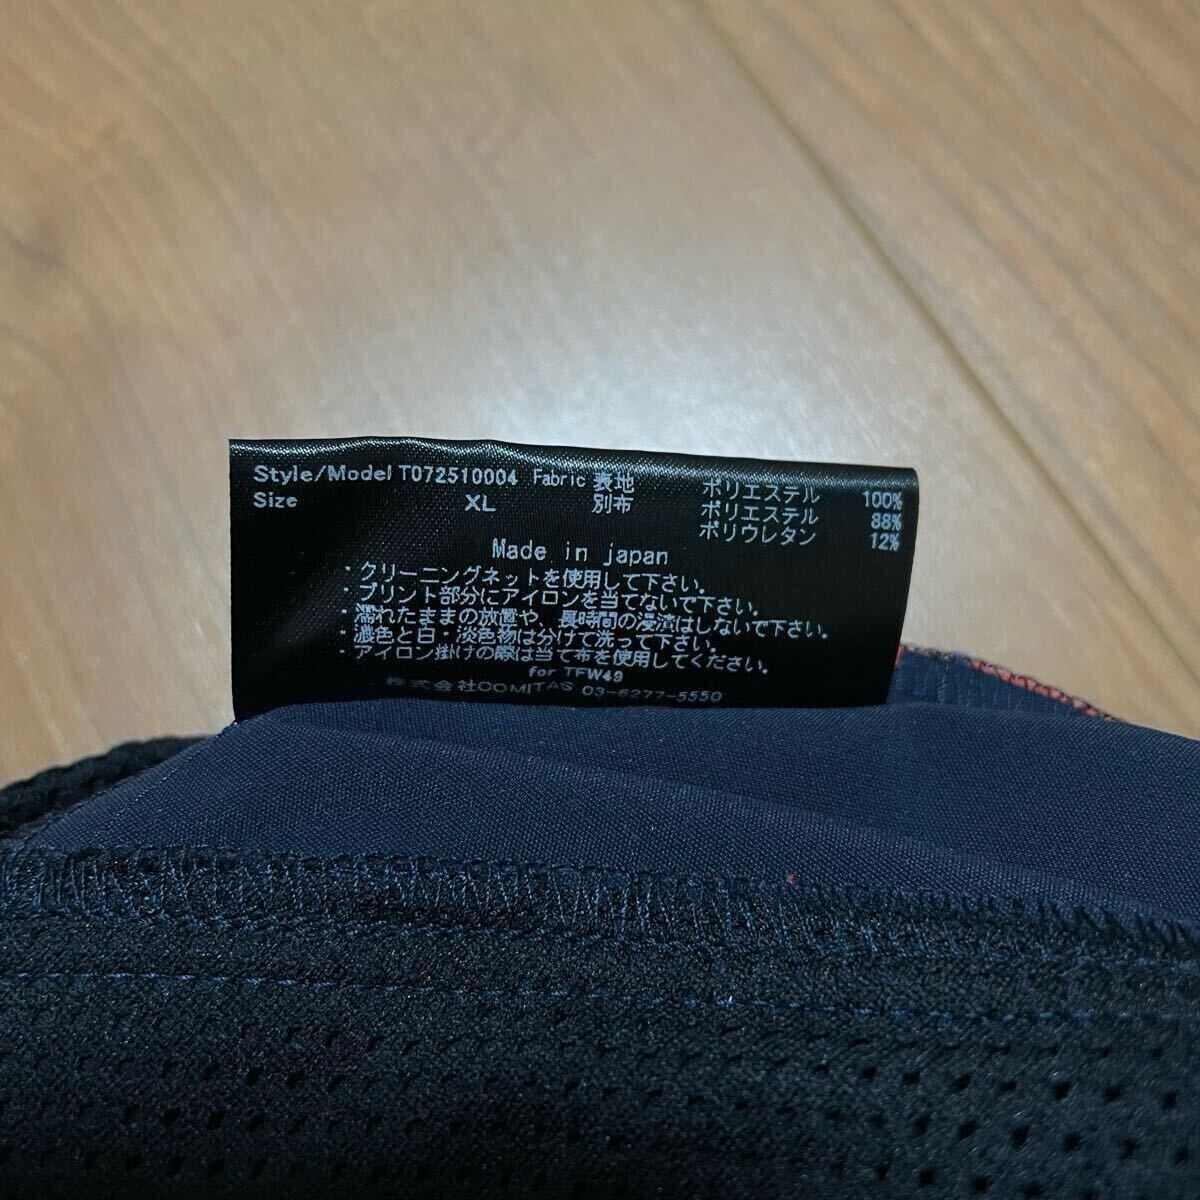 Style/Model T072510004 Fabric 表地 ポリエステル 100%
Size XL 別布 ポリエステル 88%
ポリウレタン 12%
Made in japan
・クリーニングネットを使用して下さい。
・プリント部分にアイロンを当てないで下さい。
・濡れたままの放置や、長時間の浸漬はしないで下さい。
・濃色と白・淡色物は分けて洗って下さい。
・アイロン掛けの際は当て布を使用してください。
for TFW49
株式会社COMITAS 03-6277-5550